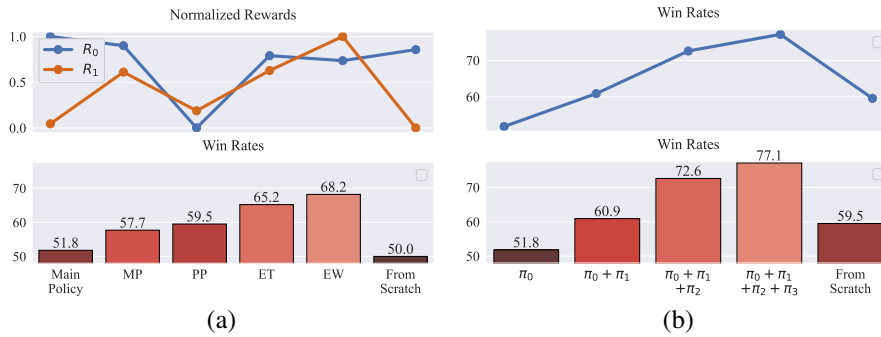 Normalized Rewards
1.0
0.5
0.0
R0
R1
Win Rates
70
60
50
51.8
57.7
59.5
65.2
68.2
50.0
Main
Policy
MP
PP
ET
EW
From
Scratch
(a)
Win Rates
70
60
Win Rates
70
60
50
51.8
60.9
72.6
77.1
59.5
π0
π0 + π1
π0 + π1
+π2
π0 + π1
+π2 + π3
From
Scratch
(b)